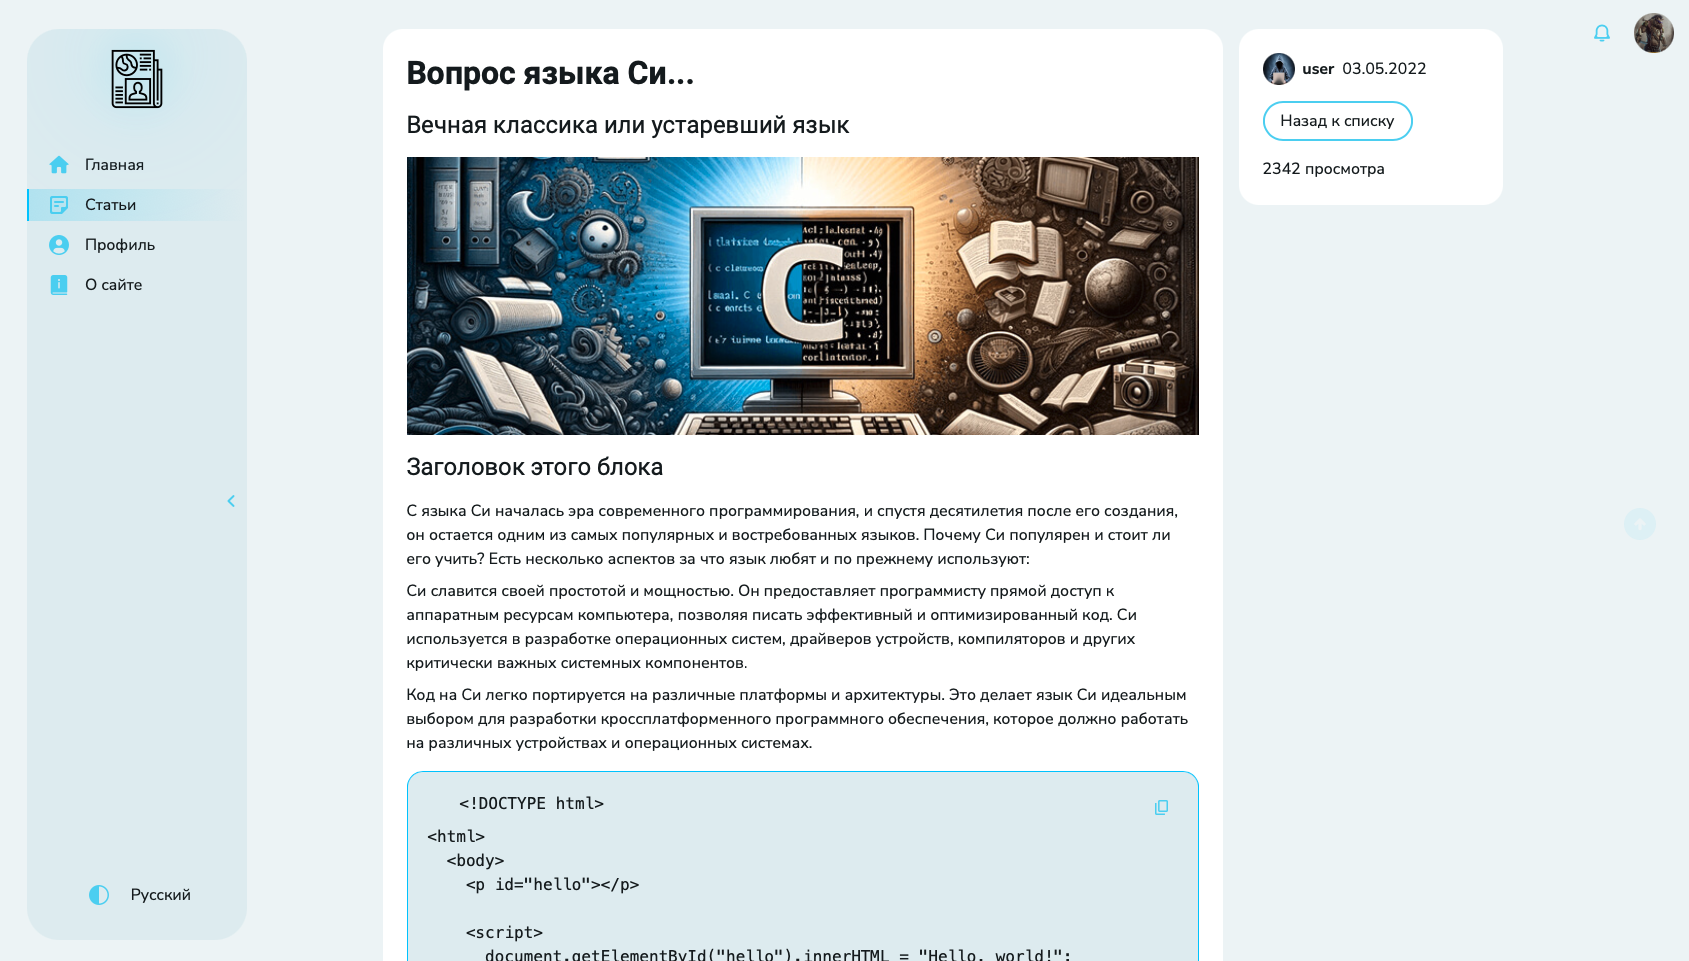 Главная
Статьи
Профиль
О сайте
Русский
Вопрос языка Си...
Вечная классика или устаревший язык
C
Заголовок этого блока
С языка Си началась эра современного программирования, и спустя десятилетия после его создания,
он остается одним из самых популярных и востребованных языков. Почему Си популярен и стоит ли
его учить? Есть несколько аспектов за что язык любят и по прежнему используют:
Си славится своей простотой и мощностью. Он предоставляет программисту прямой доступ к
аппаратным ресурсам компьютера, позволяя писать эффективный и оптимизированный код. Си
используется в разработке операционных систем, драйверов устройств, компиляторов и других
критически важных системных компонентов.
Код на Си легко портируется на различные платформы и архитектуры. Это делает язык Си идеальным
выбором для разработки кроссплатформенного программного обеспечения, которое должно работать
на различных устройствах и операционных системах.
<!DOCTYPE html>
<html>
<body>
<p id="hello"></p>
<script>
document.getElementById("hello").innerHTML = "Hello, world!";
user 03.05.2022
Назад к списку
2342 просмотра